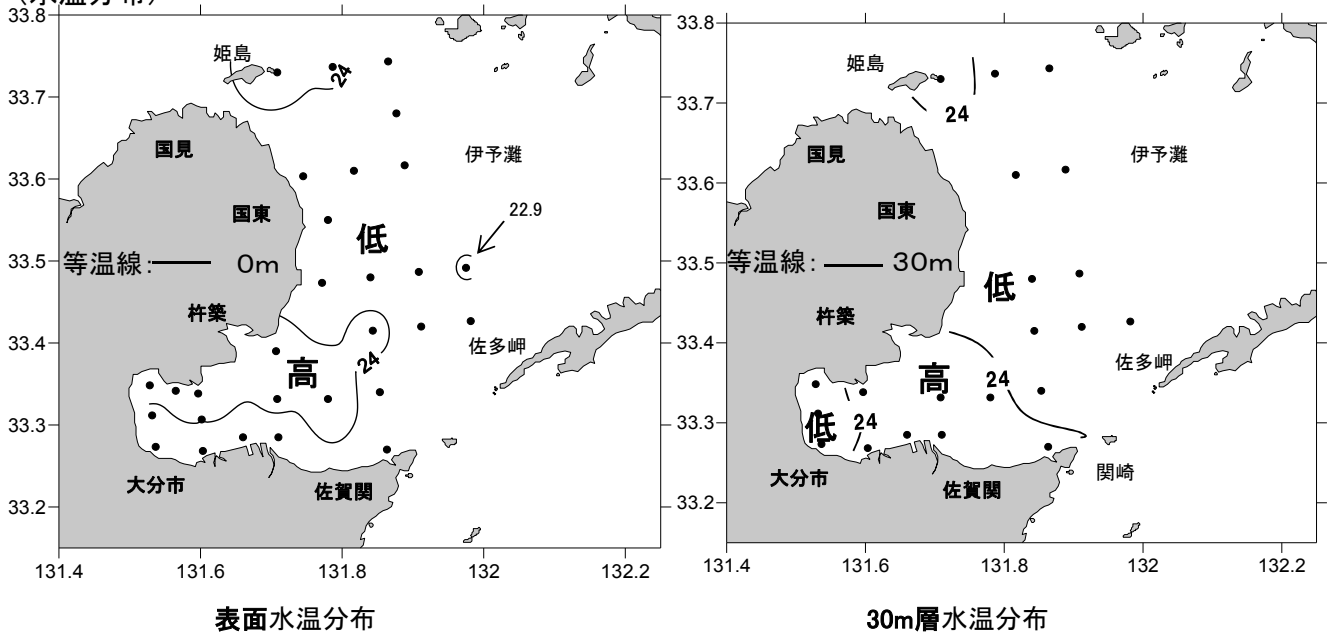 (水温分布)
33.8
33.7
33.6
33.5
33.4
33.3
33.2
131.4
131.6
131.8
132
132.2
姫島
24
国見
伊予灘
国東
22.9
低
等温線: 0m
杵築
24
佐多岬
高
大分市
佐賀関
表面水温分布
33.8
33.7
33.6
33.5
33.4
33.3
33.2
131.4
131.6
131.8
132
132.2
姫島
24
国見
伊予灘
国東
等温線: 30m
低
杵築
佐多岬
高
24
低
24
大分市
佐賀関
関崎
30m層水温分布